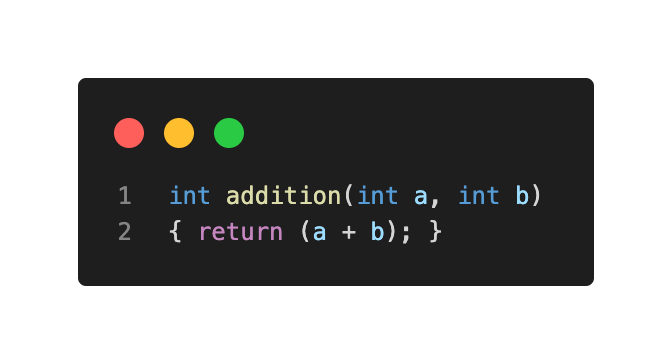 1 int addition(int a, int b)
2 { return (a + b); }